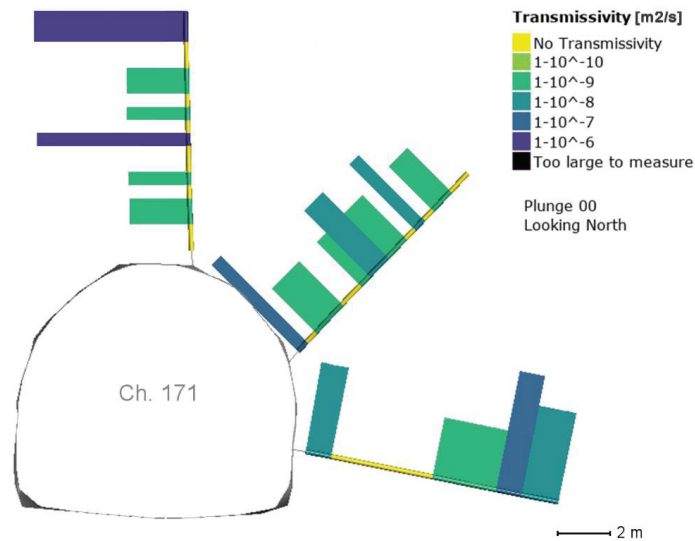 Transmissivity [m2/s]
No Transmissivity
1-10^-10
1-10^-9
1-10^-8
1-10^-7
1-10^-6
Too large to measure
Plunge 00
Looking North
Ch. 171
2 m